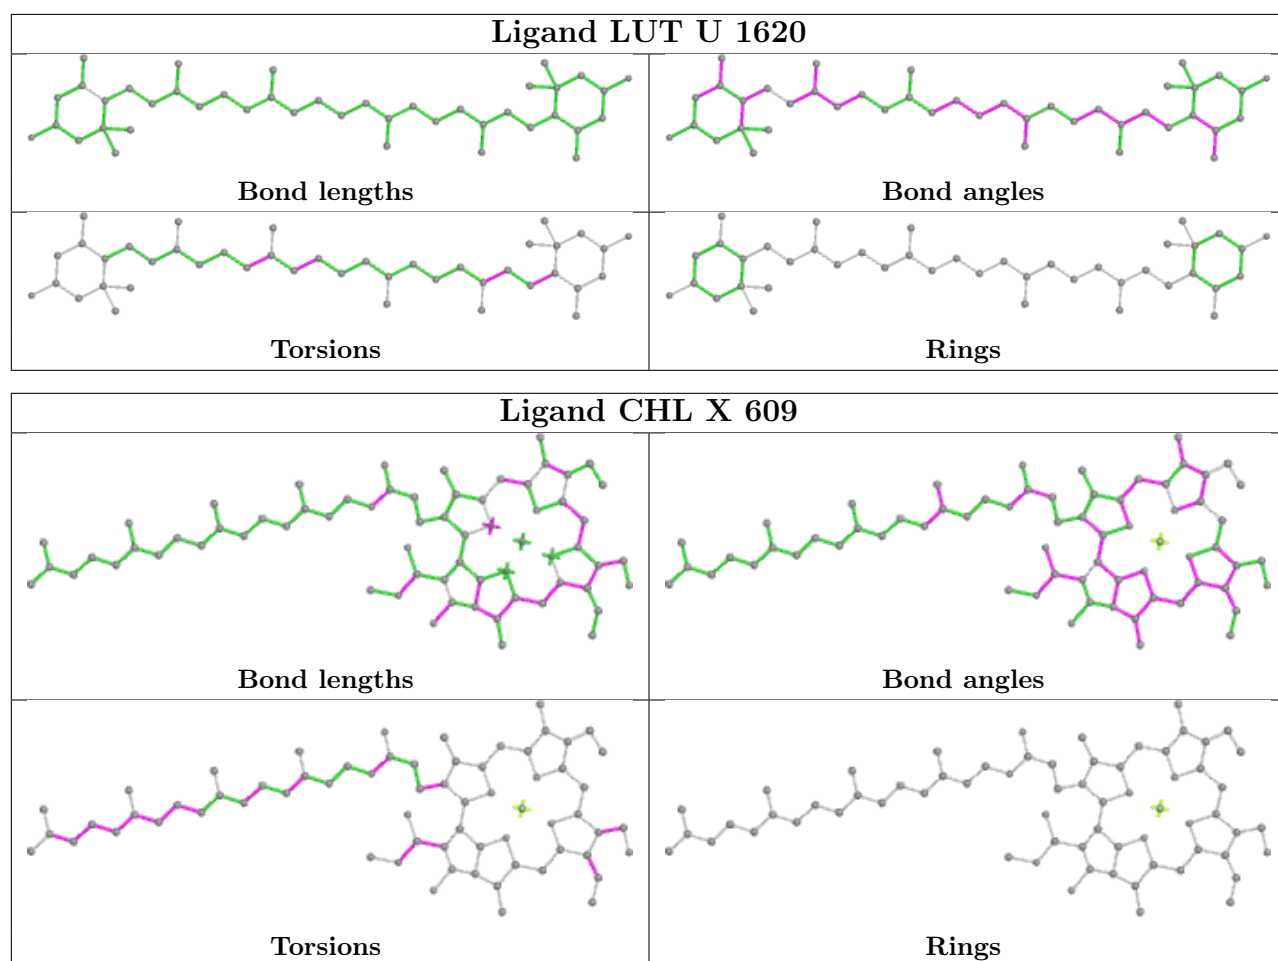 Ligand LUT U 1620
Bond lengths
Bond angles
Torsions
Rings
Ligand CHL X 609
Bond lengths
Bond angles
Torsions
Rings